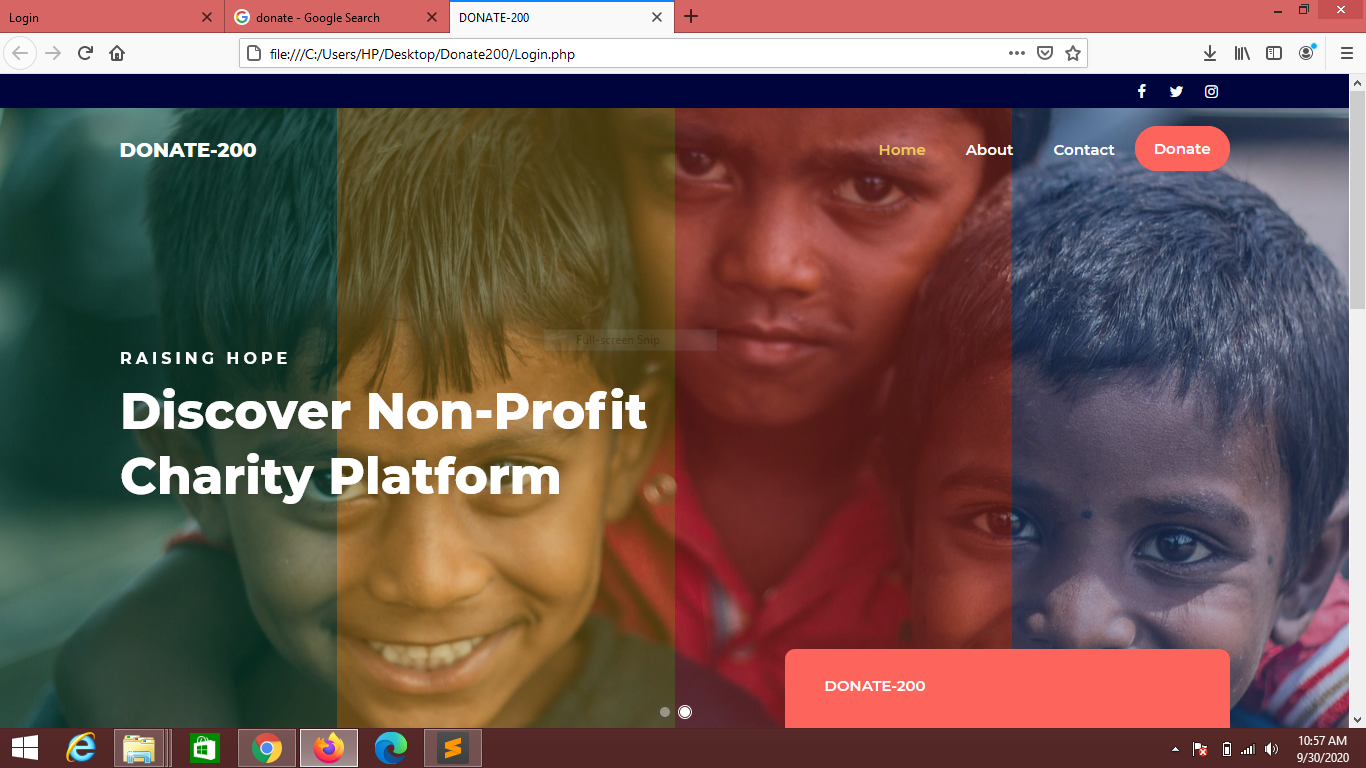 Login
donate - Google Search
DONATE-200
file:///C:/Users/HP/Desktop/Donate200/Login.php
DONATE-200
Home
About
Contact
Donate
Full-screen Snip
RAISING HOPE
Discover Non-Profit
Charity Platform
DONATE-200
10:57 AM
9/30/2020